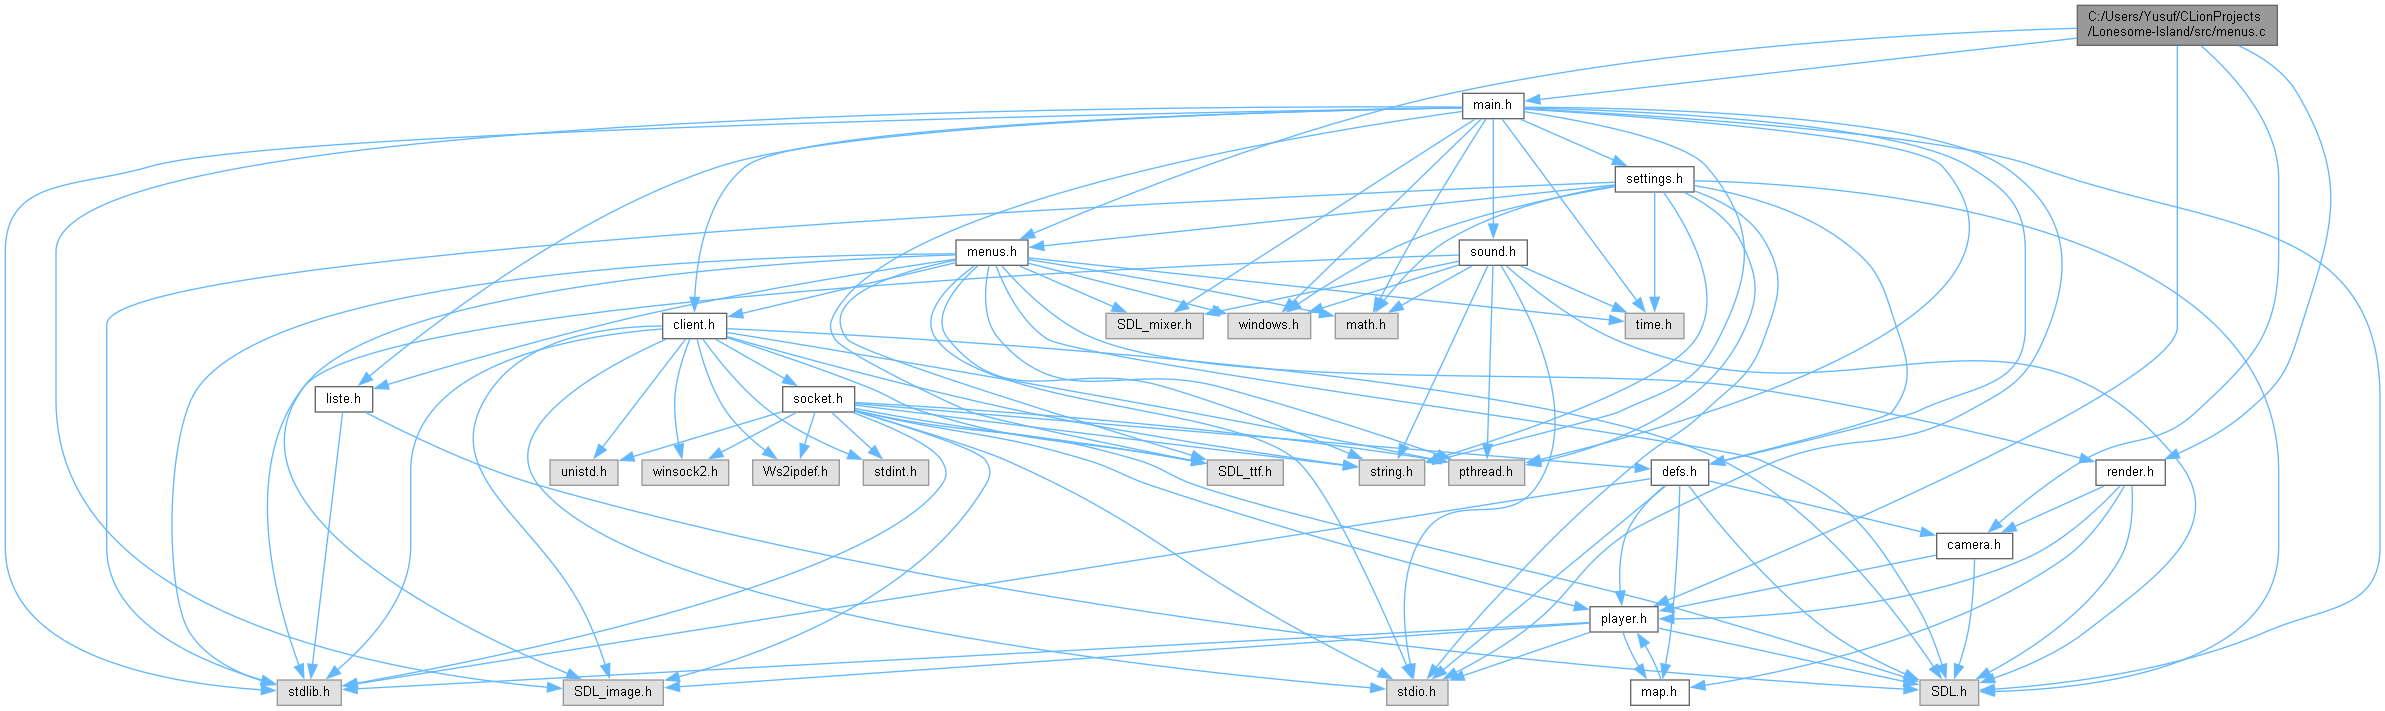 C:/Users/Yusuf/CLionProjects
/Lonesome-Island/src/menus.c
main.h
settings.h
menus.h
sound.h
client.h
SDL_mixer.h
windows.h
math.h
time.h
liste.h
socket.h
unistd.h
winsock2.h
Ws2ipdef.h
stdint.h
SDL_ttf.h
string.h
pthread.h
defs.h
render.h
camera.h
player.h
stdlib.h
SDL_image.h
stdio.h
map.h
SDL.h